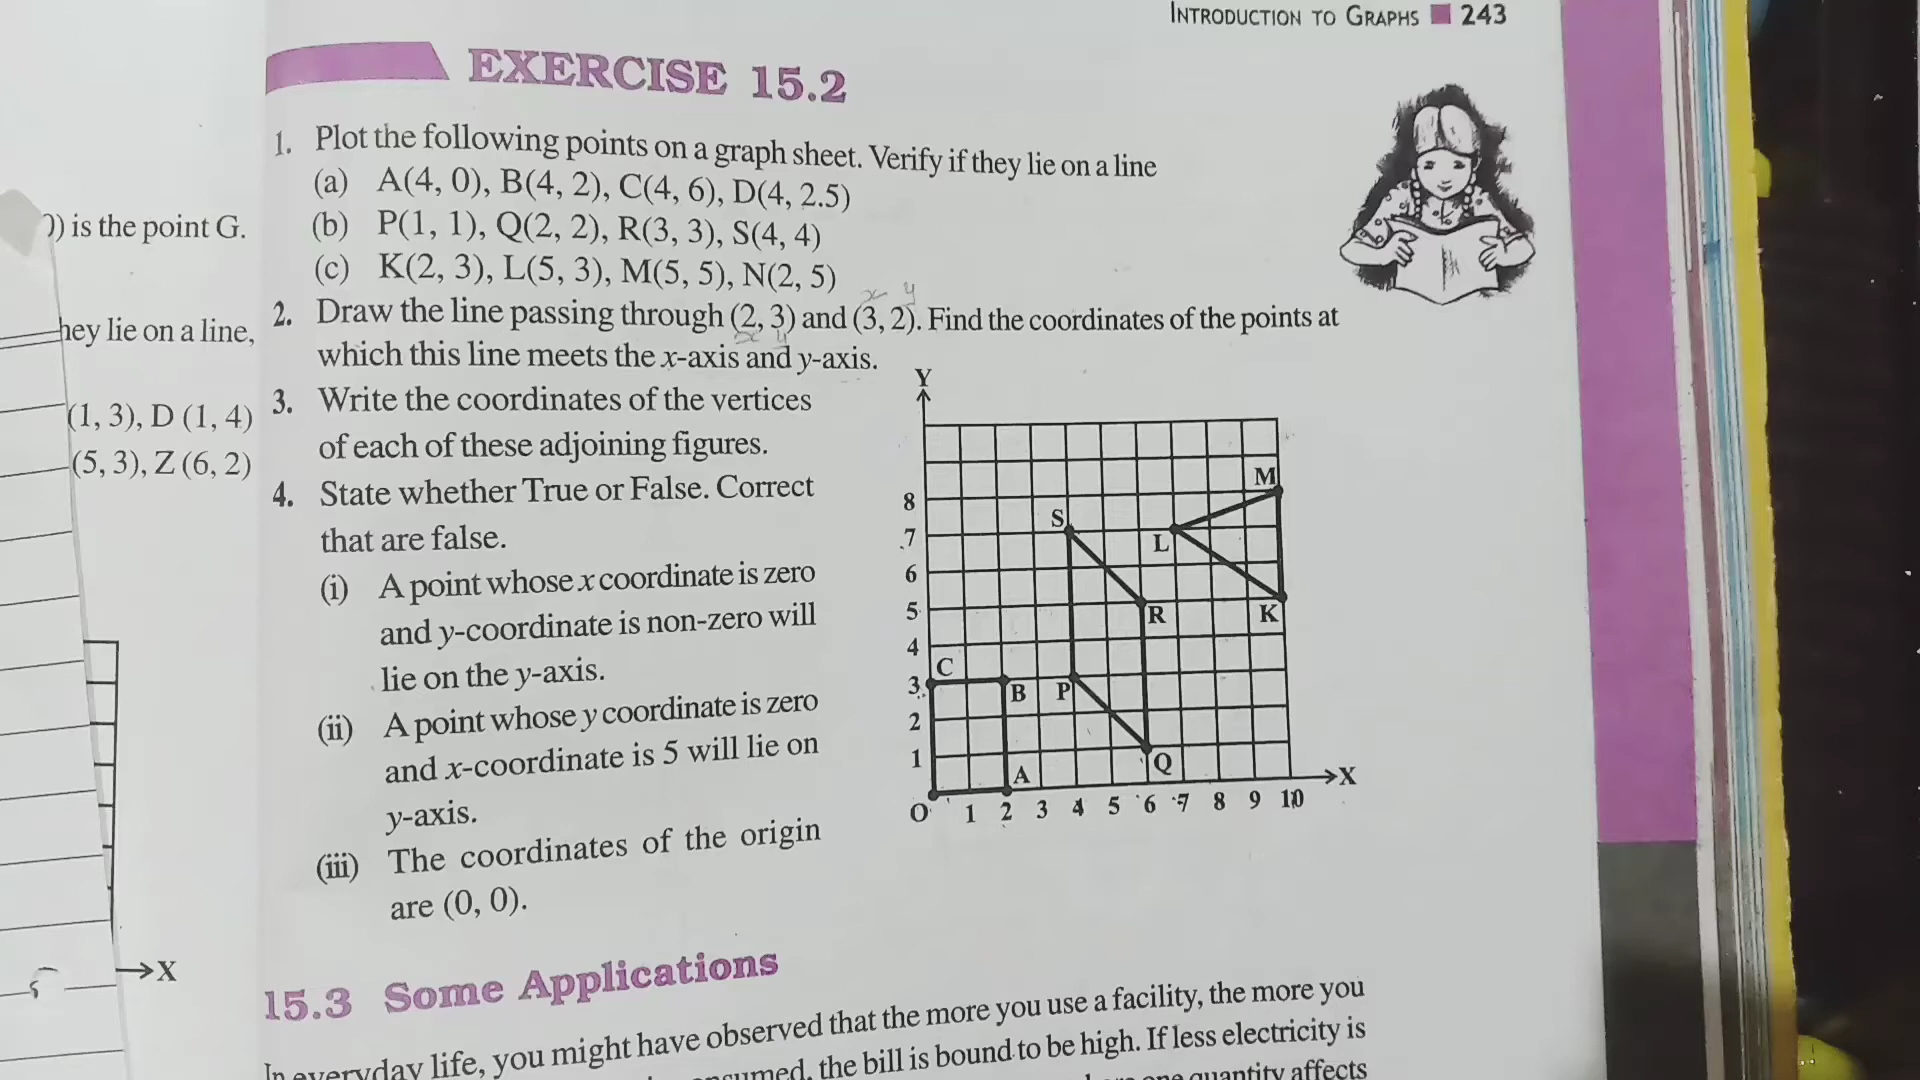 INTRODUCTION TO GRAPHS 243
EXERCISE 15.2
1. Plot the following points on a graph sheet. Verify if they lie on a line
(a) A(4, 0), B(4, 2), C(4, 6), D(4, 2.5)
(b) P(1, 1), Q(2, 2), R(3, 3), S(4, 4)
(c) K(2, 3), L(5, 3), M(5, 5), N(2, 5)
x y
2. Draw the line passing through (2, 3) and (3, 2). Find the coordinates of the points at
x y
which this line meets the x-axis and y-axis.
3. Write the coordinates of the vertices
of each of these adjoining figures.
4. State whether True or False. Correct
that are false.
(i) A point whose x coordinate is zero
and y-coordinate is non-zero will
lie on the y-axis.
(ii) A point whose y coordinate is zero
and x-coordinate is 5 will lie on
y-axis.
(iii) The coordinates of the origin
are (0, 0).
Y
M
8
S
7
L
6
5
R
K
4
C
3
B
P
2
1
A
Q
X
O 1 2 3 4 5 6 7 8 9 10
15.3 Some Applications
In everyday life, you might have observed that the more you use a facility, the more you
the bill is bound to be high. If less electricity is
one quantity affects
0) is the point G.
hey lie on a line,
(1, 3), D (1, 4)
(5, 3), Z (6, 2)
X